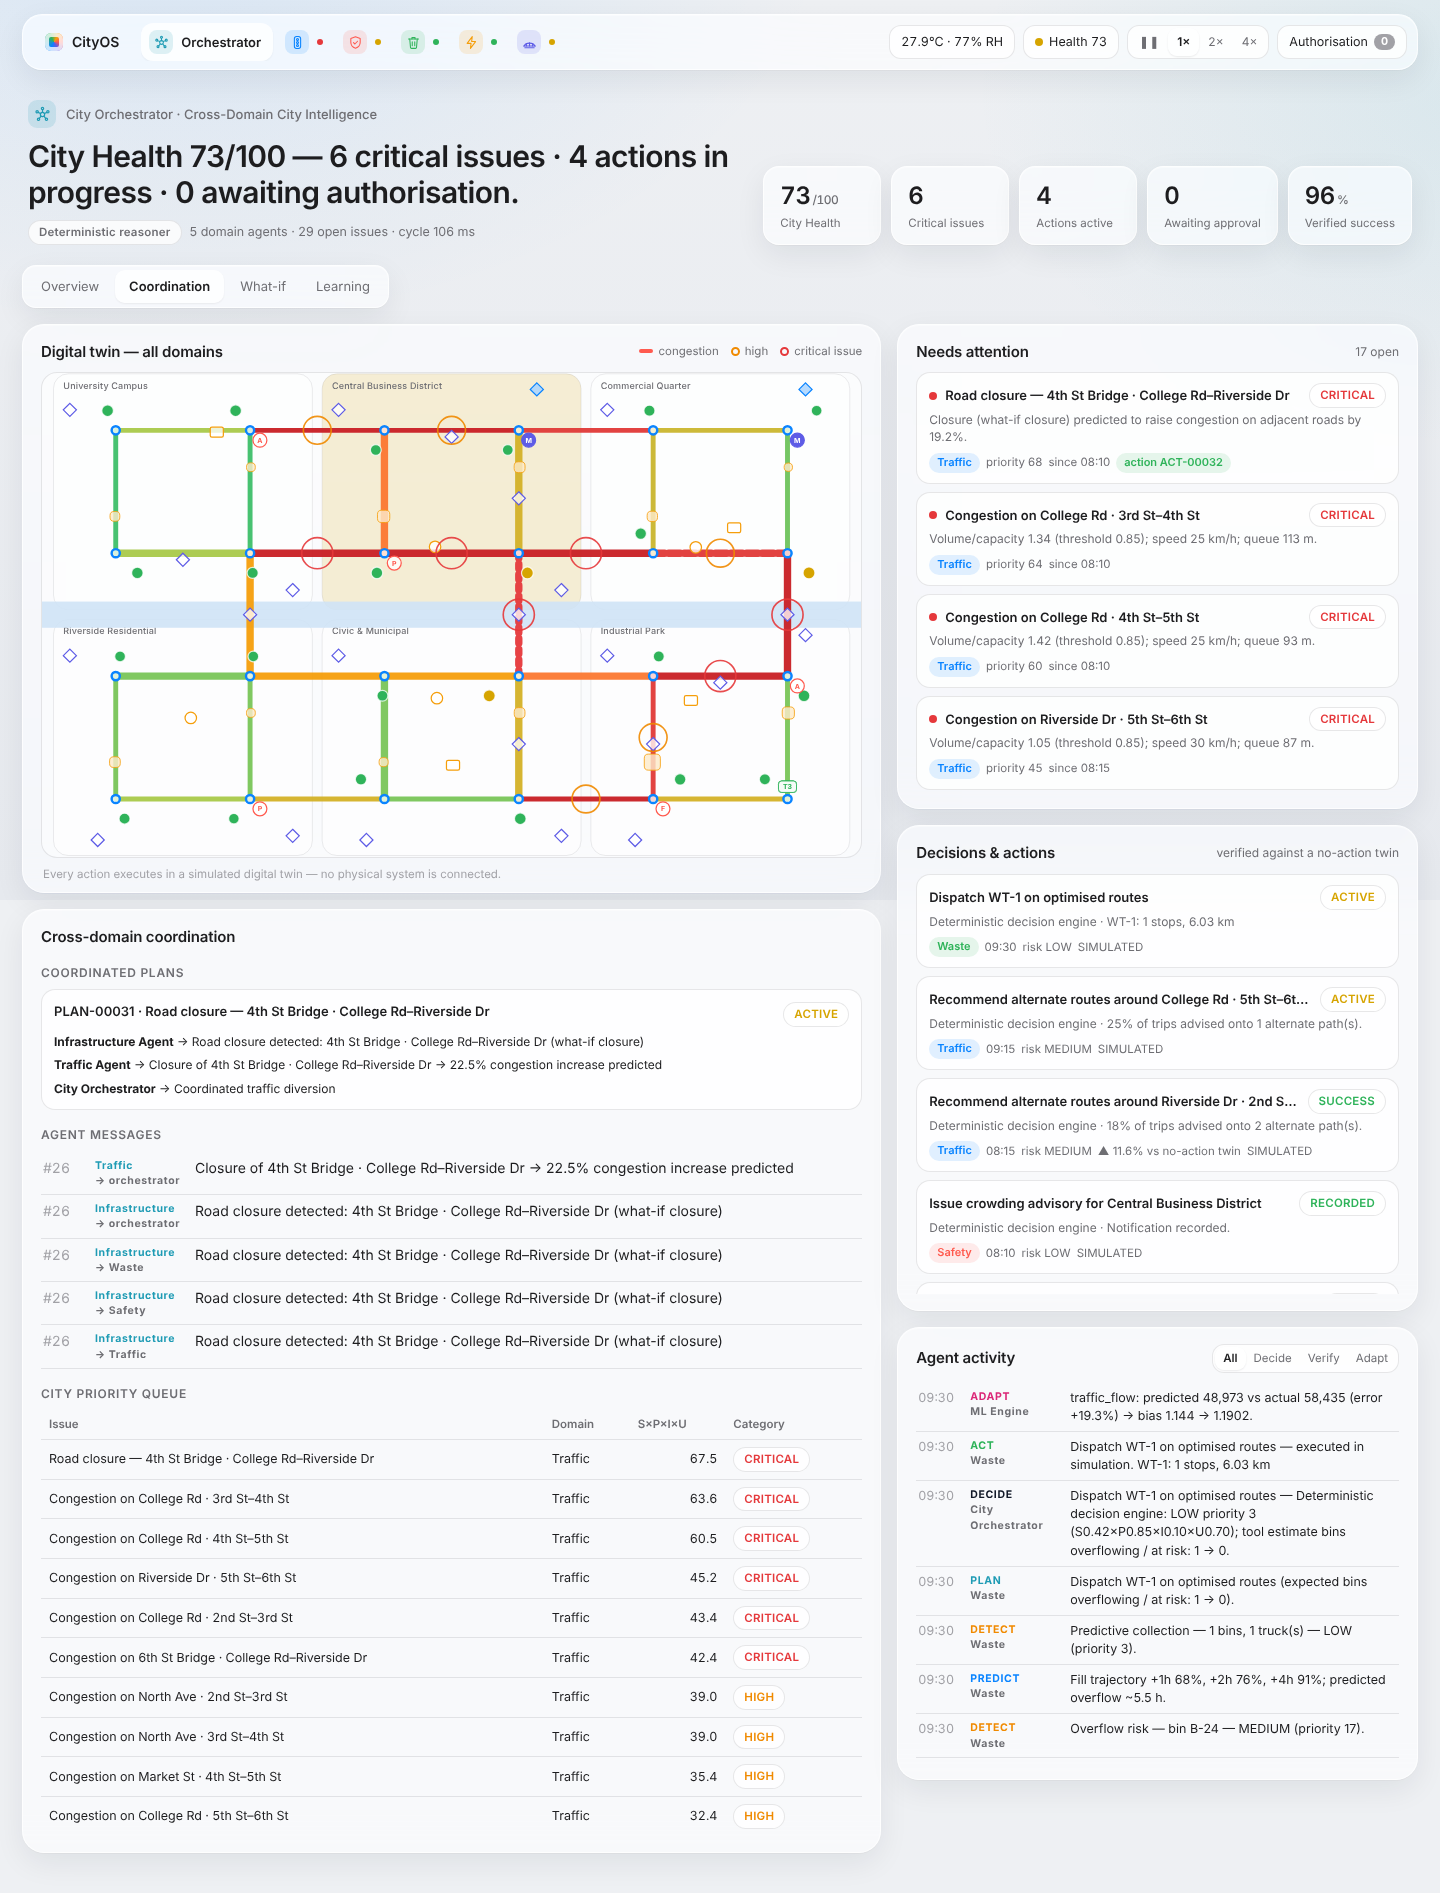 CityOS
Orchestrator
27.9°C · 77% RH
Health 73
1×
2×
4×
Authorisation 0
City Orchestrator · Cross-Domain City Intelligence
City Health 73/100 — 6 critical issues · 4 actions in
progress · 0 awaiting authorisation.
Deterministic reasoner
5 domain agents · 29 open issues · cycle 106 ms
73 /100
City Health
6
Critical issues
4
Actions active
0
Awaiting approval
96 %
Verified success
Overview
Coordination
What-if
Learning
Digital twin — all domains
congestion
high
critical issue
University Campus
Central Business District
Commercial Quarter
A
M
M
P
Riverside Residential
Civic & Municipal
Industrial Park
A
T3
P
F
Every action executes in a simulated digital twin — no physical system is connected.
Cross-domain coordination
COORDINATED PLANS
PLAN-00031 · Road closure — 4th St Bridge · College Rd–Riverside Dr
ACTIVE
Infrastructure Agent → Road closure detected: 4th St Bridge · College Rd–Riverside Dr (what-if closure)
Traffic Agent → Closure of 4th St Bridge · College Rd–Riverside Dr → 22.5% congestion increase predicted
City Orchestrator → Coordinated traffic diversion
AGENT MESSAGES
#26 Traffic → orchestrator Closure of 4th St Bridge · College Rd–Riverside Dr → 22.5% congestion increase predicted
#26 Infrastructure → orchestrator Road closure detected: 4th St Bridge · College Rd–Riverside Dr (what-if closure)
#26 Infrastructure → Waste Road closure detected: 4th St Bridge · College Rd–Riverside Dr (what-if closure)
#26 Infrastructure → Safety Road closure detected: 4th St Bridge · College Rd–Riverside Dr (what-if closure)
#26 Infrastructure → Traffic Road closure detected: 4th St Bridge · College Rd–Riverside Dr (what-if closure)
CITY PRIORITY QUEUE
Issue Domain S×P×I×U Category
Road closure — 4th St Bridge · College Rd–Riverside Dr Traffic 67.5 CRITICAL
Congestion on College Rd · 3rd St–4th St Traffic 63.6 CRITICAL
Congestion on College Rd · 4th St–5th St Traffic 60.5 CRITICAL
Congestion on Riverside Dr · 5th St–6th St Traffic 45.2 CRITICAL
Congestion on College Rd · 2nd St–3rd St Traffic 43.4 CRITICAL
Congestion on 6th St Bridge · College Rd–Riverside Dr Traffic 42.4 CRITICAL
Congestion on North Ave · 2nd St–3rd St Traffic 39.0 HIGH
Congestion on North Ave · 3rd St–4th St Traffic 39.0 HIGH
Congestion on Market St · 4th St–5th St Traffic 35.4 HIGH
Congestion on College Rd · 5th St–6th St Traffic 32.4 HIGH
Needs attention
17 open
Road closure — 4th St Bridge · College Rd–Riverside Dr
CRITICAL
Closure (what-if closure) predicted to raise congestion on adjacent roads by
19.2%.
Traffic priority 68 since 08:10 action ACT-00032
Congestion on College Rd · 3rd St–4th St
CRITICAL
Volume/capacity 1.34 (threshold 0.85); speed 25 km/h; queue 113 m.
Traffic priority 64 since 08:10
Congestion on College Rd · 4th St–5th St
CRITICAL
Volume/capacity 1.42 (threshold 0.85); speed 25 km/h; queue 93 m.
Traffic priority 60 since 08:10
Congestion on Riverside Dr · 5th St–6th St
CRITICAL
Volume/capacity 1.05 (threshold 0.85); speed 30 km/h; queue 87 m.
Traffic priority 45 since 08:15
Decisions & actions
verified against a no-action twin
Dispatch WT-1 on optimised routes
ACTIVE
Deterministic decision engine · WT-1: 1 stops, 6.03 km
Waste 09:30 risk LOW SIMULATED
Recommend alternate routes around College Rd · 5th St–6t...
ACTIVE
Deterministic decision engine · 25% of trips advised onto 1 alternate path(s).
Traffic 09:15 risk MEDIUM SIMULATED
Recommend alternate routes around Riverside Dr · 2nd S...
SUCCESS
Deterministic decision engine · 18% of trips advised onto 2 alternate path(s).
Traffic 08:15 risk MEDIUM ▲ 11.6% vs no-action twin SIMULATED
Issue crowding advisory for Central Business District
RECORDED
Deterministic decision engine · Notification recorded.
Safety 08:10 risk LOW SIMULATED
Agent activity
All
Decide
Verify
Adapt
09:30 ADAPT ML Engine
traffic_flow: predicted 48,973 vs actual 58,435 (error
+19.3%) → bias 1.144 → 1.1902.
09:30 ACT Waste
Dispatch WT-1 on optimised routes — executed in
simulation. WT-1: 1 stops, 6.03 km
09:30 DECIDE City Orchestrator
Dispatch WT-1 on optimised routes — Deterministic
decision engine: LOW priority 3
(S0.42×P0.85×I0.10×U0.70); tool estimate bins
overflowing / at risk: 1 → 0.
09:30 PLAN Waste
Dispatch WT-1 on optimised routes (expected bins
overflowing / at risk: 1 → 0).
09:30 DETECT Waste
Predictive collection — 1 bins, 1 truck(s) — LOW
(priority 3).
09:30 PREDICT Waste
Fill trajectory +1h 68%, +2h 76%, +4h 91%; predicted
overflow ~5.5 h.
09:30 DETECT Waste
Overflow risk — bin B-24 — MEDIUM (priority 17).